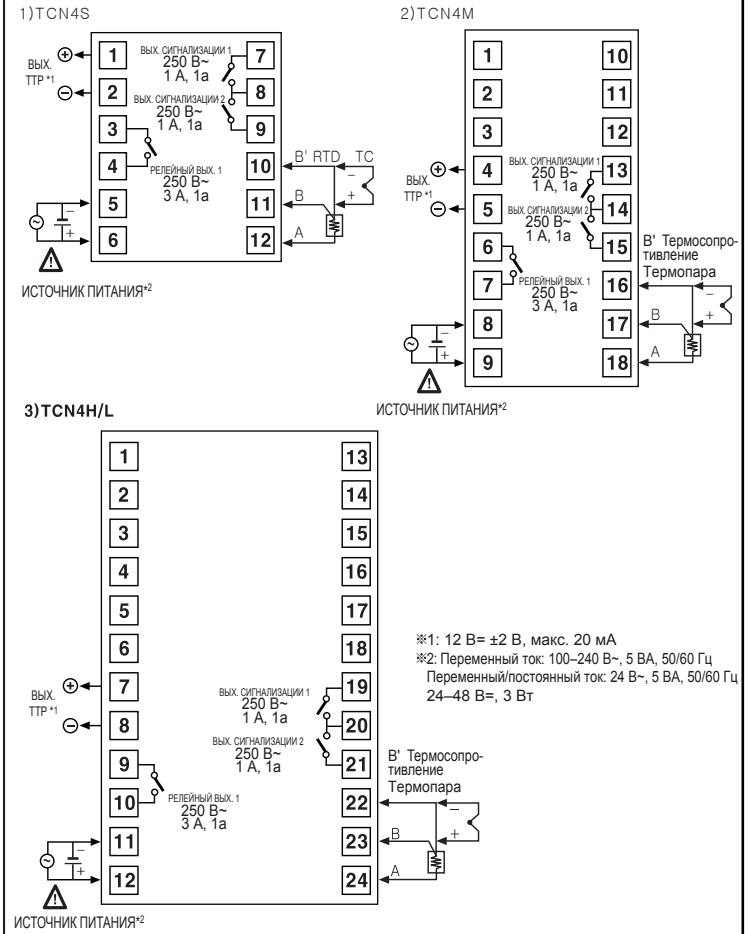 1)TCN4S
ВЫХ.
ТТР *1
1
2
3
4
5
6
ВЫХ. СИГНАЛИЗАЦИИ 1
250 В~
1 А, 1а
ВЫХ. СИГНАЛИЗАЦИИ 2
250 В~
1 А, 1а
РЕЛЕЙНЫЙ ВЫХ. 1
250 В~
3 А, 1а
7
8
9
10
11
12
B' RTD TC
B
A
− +
− +
ИСТОЧНИК ПИТАНИЯ*2
2)TCN4M
ВЫХ.
ТТР *1
1
2
3
4
5
6
7
8
9
ВЫХ. СИГНАЛИЗАЦИИ 1
250 В~
1 А, 1а
ВЫХ. СИГНАЛИЗАЦИИ 2
250 В~
1 А, 1а
РЕЛЕЙНЫЙ ВЫХ. 1
250 В~
3 А, 1а
10
11
12
13
14
15
16
17
18
B' Термосопро-
тивление
Термопара
B
A
− +
− +
ИСТОЧНИК ПИТАНИЯ*2
3)TCN4H/L
ВЫХ.
ТТР *1
1
2
3
4
5
6
7
8
9
10
11
12
ВЫХ. СИГНАЛИЗАЦИИ 1
250 В~
1 А, 1а
ВЫХ. СИГНАЛИЗАЦИИ 2
250 В~
1 А, 1а
РЕЛЕЙНЫЙ ВЫХ. 1
250 В~
3 А, 1а
13
14
15
16
17
18
19
20
21
22
23
24
B' Термосопро-
тивление
Термопара
B
A
− +
− +
ИСТОЧНИК ПИТАНИЯ*2
※1: 12 В= ±2 В, макс. 20 мА
※2: Переменный ток: 100–240 В~, 5 ВА, 50/60 Гц
Переменный/постоянный ток: 24 В~, 5 ВА, 50/60 Гц
24–48 В=, 3 Вт